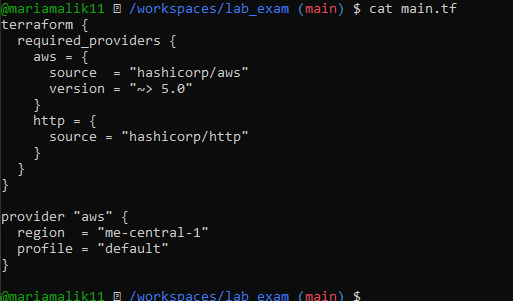 @mariamalik11 /workspaces/lab_exam (main) $ cat main.tf
terraform {
  required_providers {
    aws = {
      source  = "hashicorp/aws"
      version = "~> 5.0"
    }
    http = {
      source = "hashicorp/http"
    }
  }
}

provider "aws" {
  region  = "me-central-1"
  profile = "default"
}

@mariamalik11 /workspaces/lab_exam (main) $